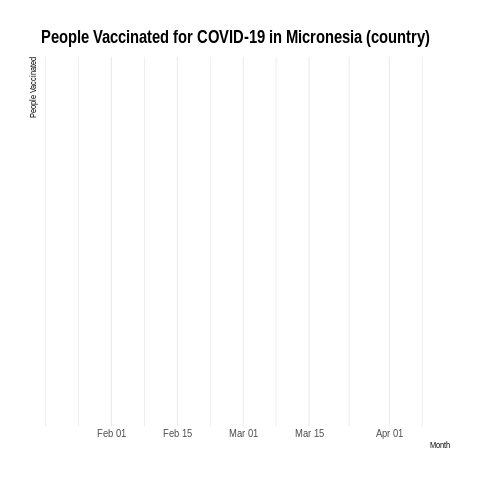 People Vaccinated for COVID-19 in Micronesia (country)
People Vaccinated
Feb 01 Feb 15 Mar 01 Mar 15 Apr 01
Month